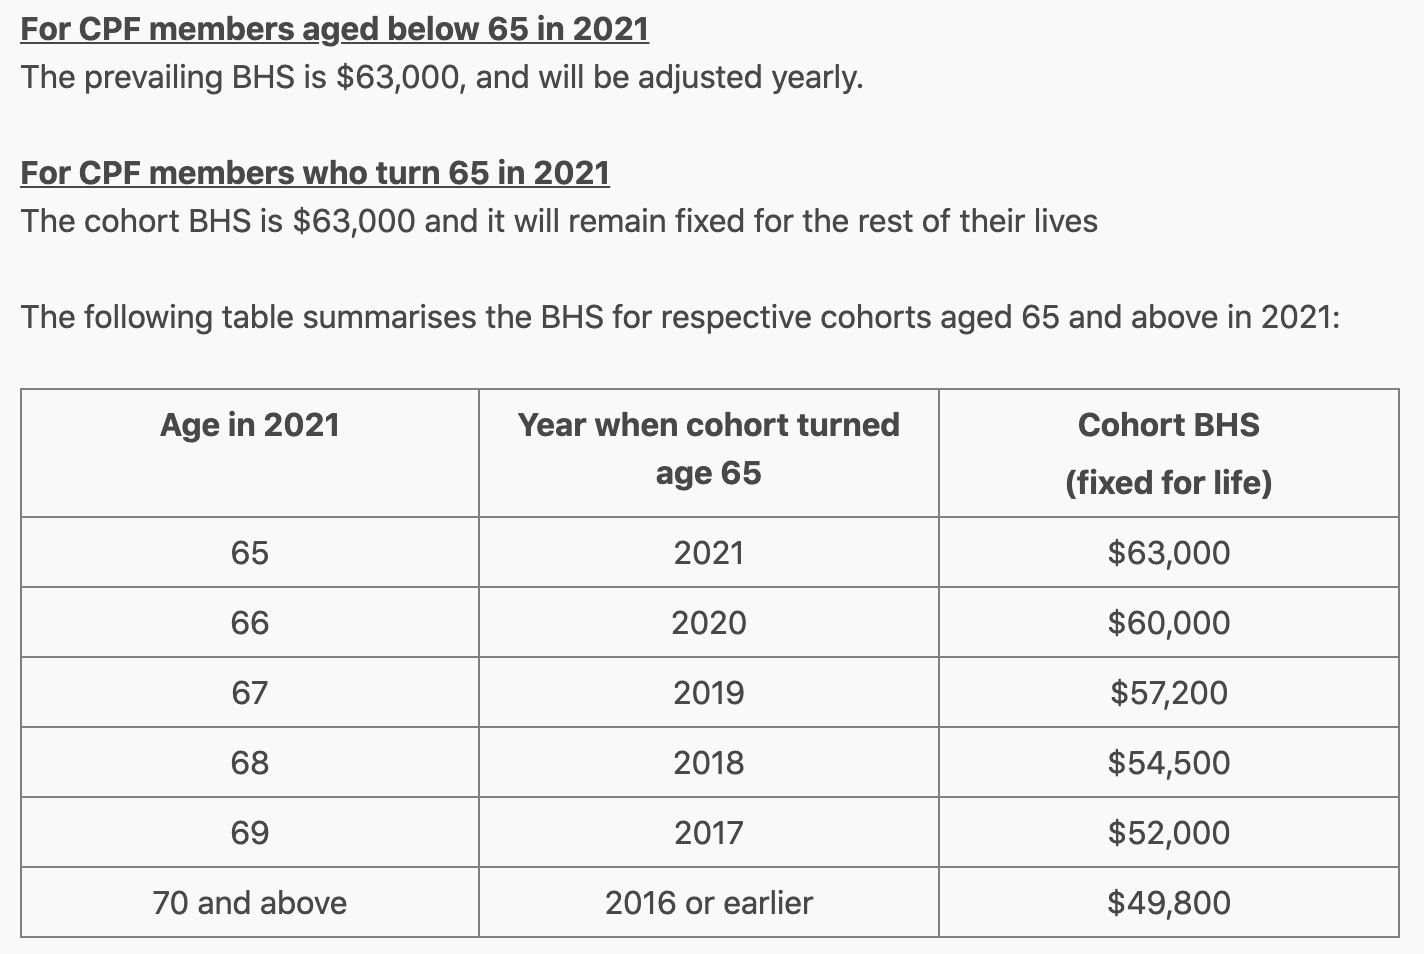 For CPF members aged below 65 in 2021
The prevailing BHS is $63,000, and will be adjusted yearly.
For CPF members who turn 65 in 2021
The cohort BHS is $63,000 and it will remain fixed for the rest of their lives
The following table summarises the BHS for respective cohorts aged 65 and above in 2021:
Age in 2021 Year when cohort turned Cohort BHS
age 65 (fixed for life)
65 2021 $63,000
66 2020 $60,000
67 2019 $57,200
68 2018 $54,500
69 2017 $52,000
70 and above 2016 or earlier $49,800